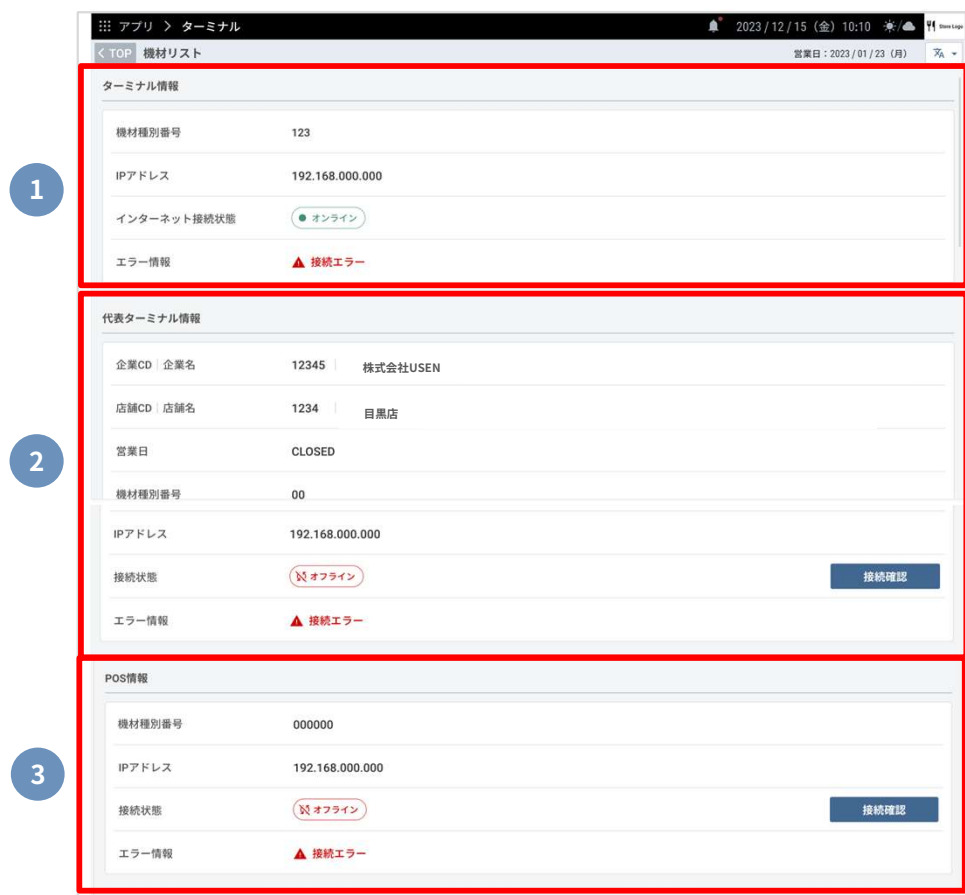 アプリ > ターミナル 2023/12/15(金)10:10 Store Logo
< TOP 機材リスト 営業日:2023/01/23(月)
ターミナル情報
機材種別番号 123
IPアドレス 192.168.000.000
1
インターネット接続状態 オンライン
エラー情報 接続エラー
代表ターミナル情報
企業CD 企業名 12345 株式会社USEN
店舗CD 店舗名 1234 目黒店
営業日 CLOSED
2
機材種別番号 00
IPアドレス 192.168.000.000
接続状態 オフライン 接続確認
エラー情報 接続エラー
POS情報
機材種別番号 000000
IPアドレス 192.168.000.000
3
接続状態 オフライン 接続確認
エラー情報 接続エラー